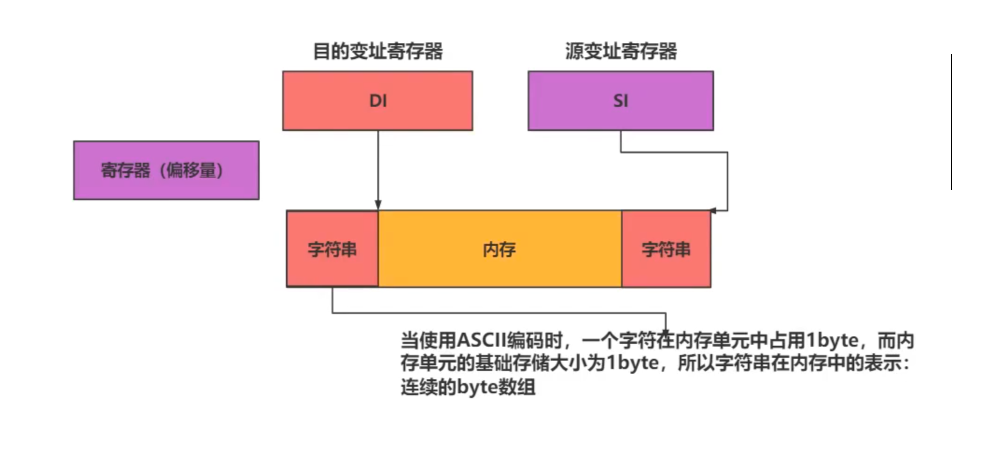 目的变址寄存器
源变址寄存器
DI
SI
寄存器（偏移量）
字符串
内存
字符串
当使用ASCII编码时，一个字符在内存单元中占用1byte，而内
存单元的基础存储大小为1byte，所以字符串在内存中的表示：
连续的byte数组